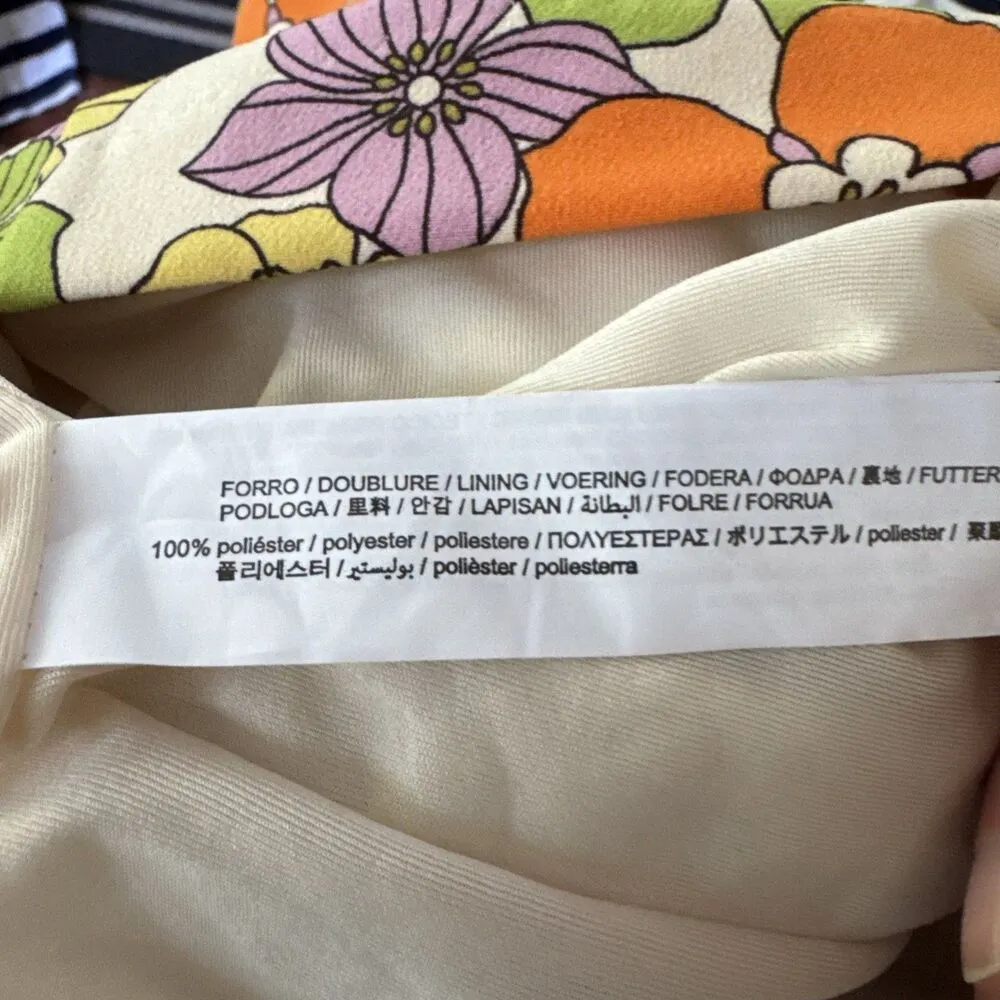 FORRO / DOUBLURE / LINING / VOERING / FODERA / ΦΟΔΡΑ / 裏地 / FUTTER
PODLOGA / 里料 / 안감 / LAPISAN / البطانة / FOLRE / FORRUA
100% poliéster / polyester / poliestere / ΠΟΛΥΕΣΤΕΡΑΣ / ポリエステル / poliester / 聚
폴리에스터 / بوليستير / polièster / poliesterra